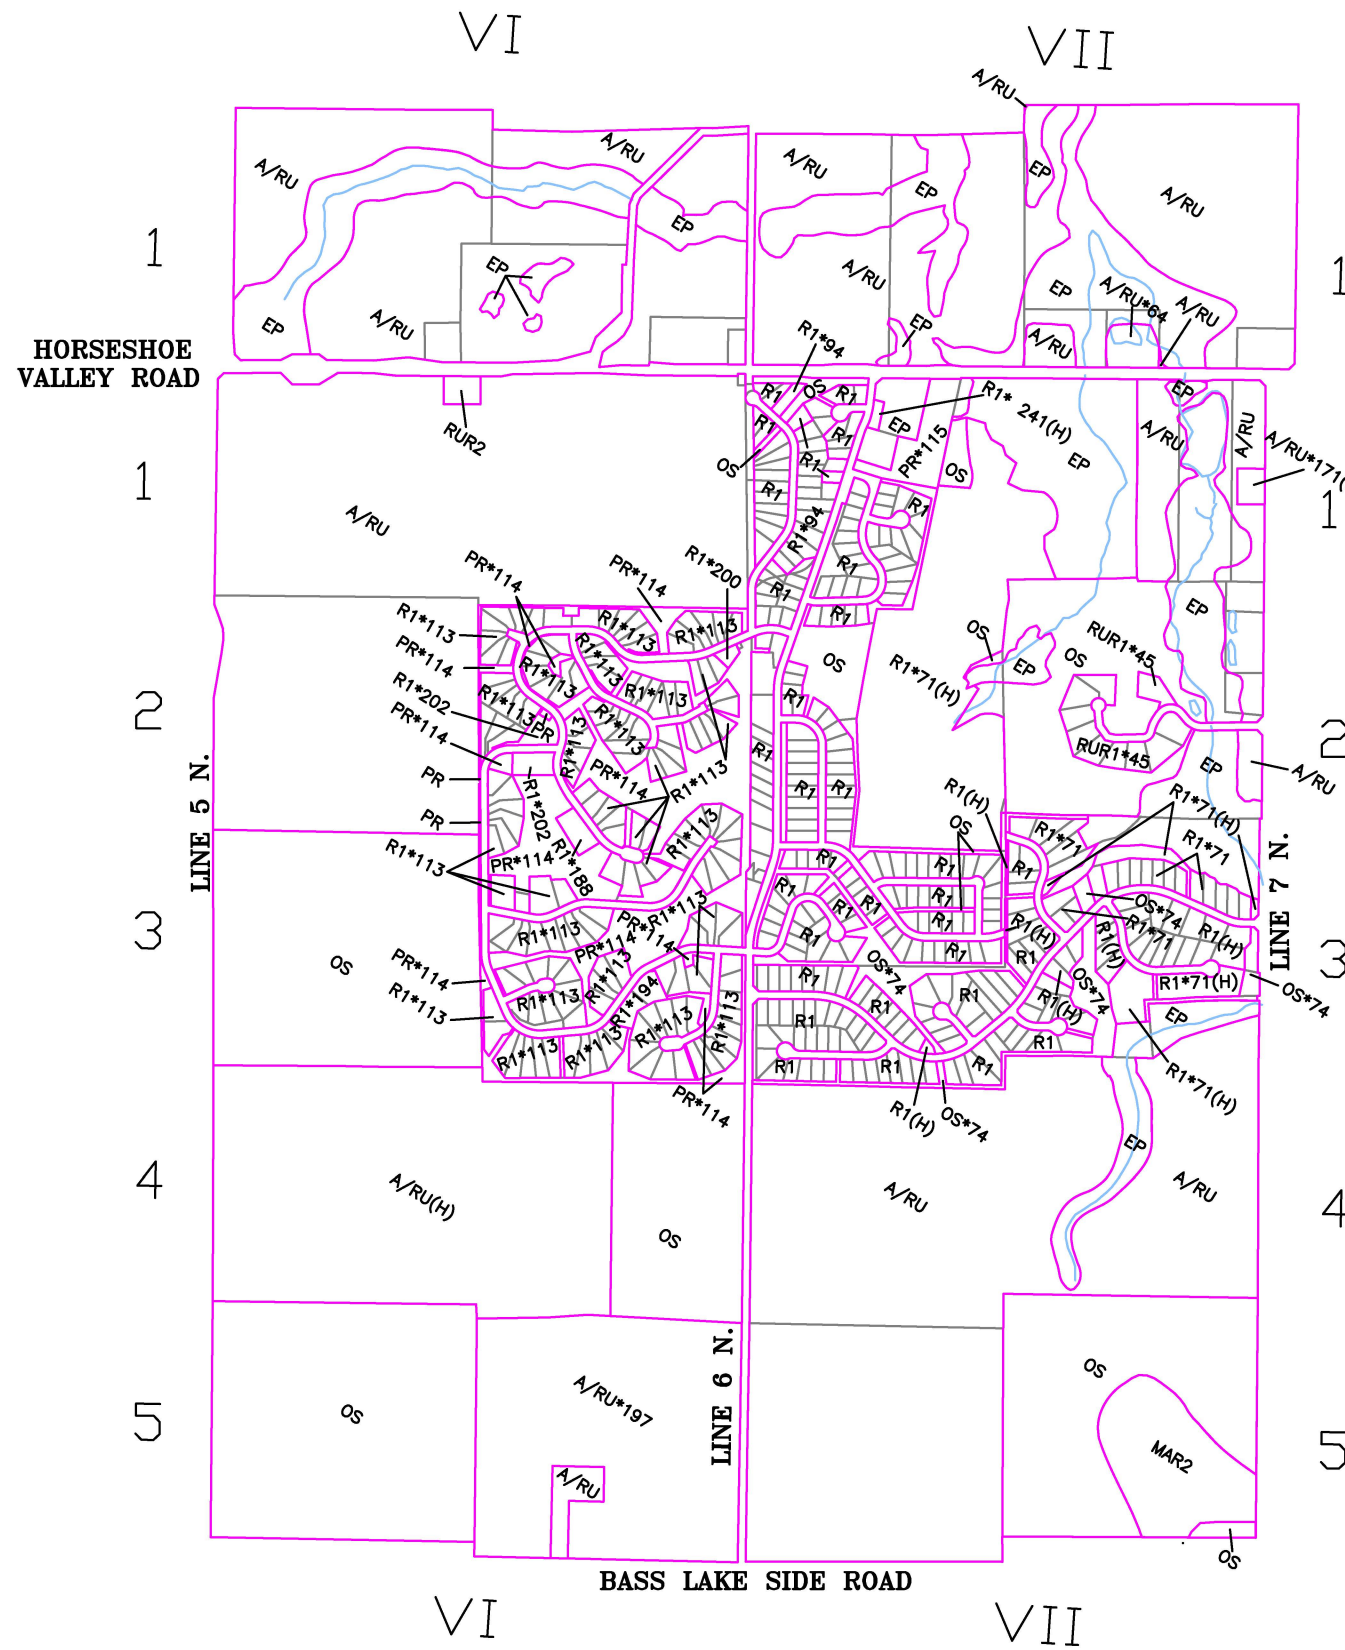 VI
VII
A/RU
A/RU
A/RU
A/RU
EP
EP
A/RU
EP
1
EP
A/RU
EP
1
EP
A/RU
A/RU*64
A/RU
EP
A/RU
EP
A/RU
HORSESHOE
VALLEY ROAD
R1*94
RUR2
R1
OS
R1
R1* 241(H)
EP
A/RU
A/RU
EP
R1
R1
PR*115
OS
R1
OS
EP
A/RU*171(
1
1
A/RU
R1
R1*94
R1
R1
R1
R1
PR*114
PR*114
R1*200
R1*113
R1*113
R1*113
PR*114
R1*113
R1*113
R1*202
R1*113
R1*113
PR*114
PR
R1*113
R1*113
OS
R1*71(H)
OS
EP
OS
RUR1*45
EP
RUR1*45
EP
A/RU
2
2
R1
R1
R1
R1
LINE 5 N.
PR
PR
R1*202
PR*114
R1*113
R1*113
R1*113
PR*114
R1*188
R1(H)
OS
R1*71(H)
R1*71
R1*71
R1
R1
R1
R1
R1
R1
R1
R1
R1
R1
OS*74
R1*71
R1(H)
R1(H)
R1(H)
LINE 7 N.
3
3
R1*113
PR*114
R1*113
PR*114
OS
PR*114
R1*113
R1*113
R1*113
R1*194
R1*113
R1*113
R1*113
R1*113
PR*114
R1
OS*74
R1
R1
R1
R1
R1(H)
OS*74
R1*71(H)
OS*74
EP
R1
R1
R1
R1
R1(H)
OS*74
R1*71(H)
4
4
A/RU(H)
OS
A/RU
EP
A/RU
LINE 6 N.
5
5
OS
A/RU*197
A/RU
OS
MAR2
OS
BASS LAKE SIDE ROAD
VI
VII